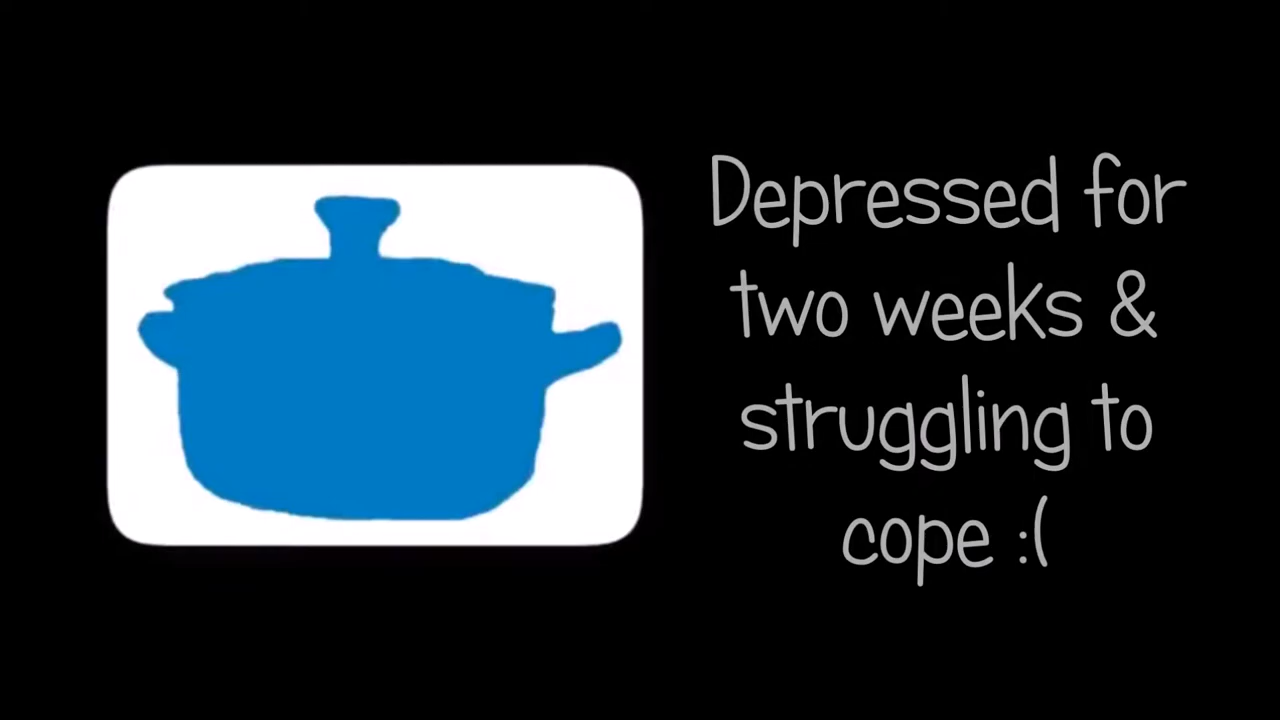 Depressed for
two weeks &
struggling to
cope :(